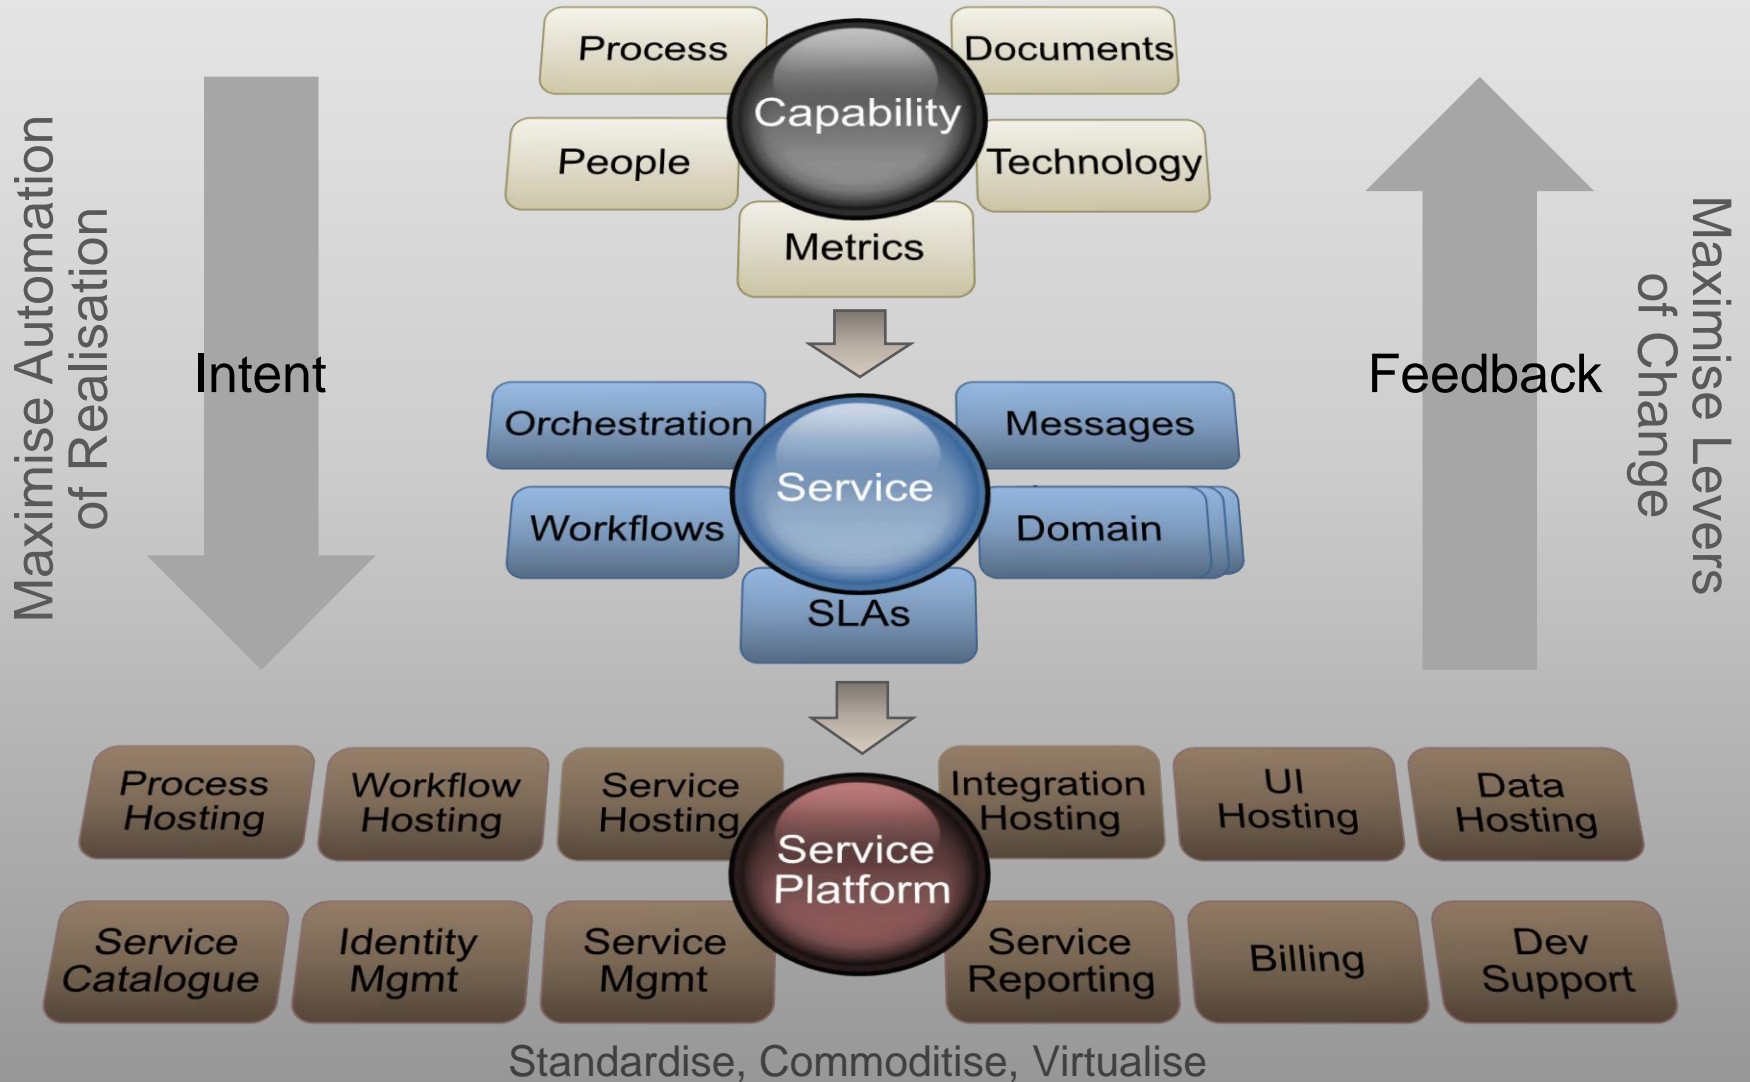 Process
Documents
Capability
People
Technology
Metrics
Maximise Automation
of Realisation
Intent
Feedback
Maximise Levers
of Change
Orchestration
Messages
Service
Workflows
Domain
SLAs
Process
Hosting
Workflow
Hosting
Service
Hosting
Integration
Hosting
UI
Hosting
Data
Hosting
Service
Platform
Service
Catalogue
Identity
Mgmt
Service
Mgmt
Service
Reporting
Billing
Dev
Support
Standardise, Commoditise, Virtualise